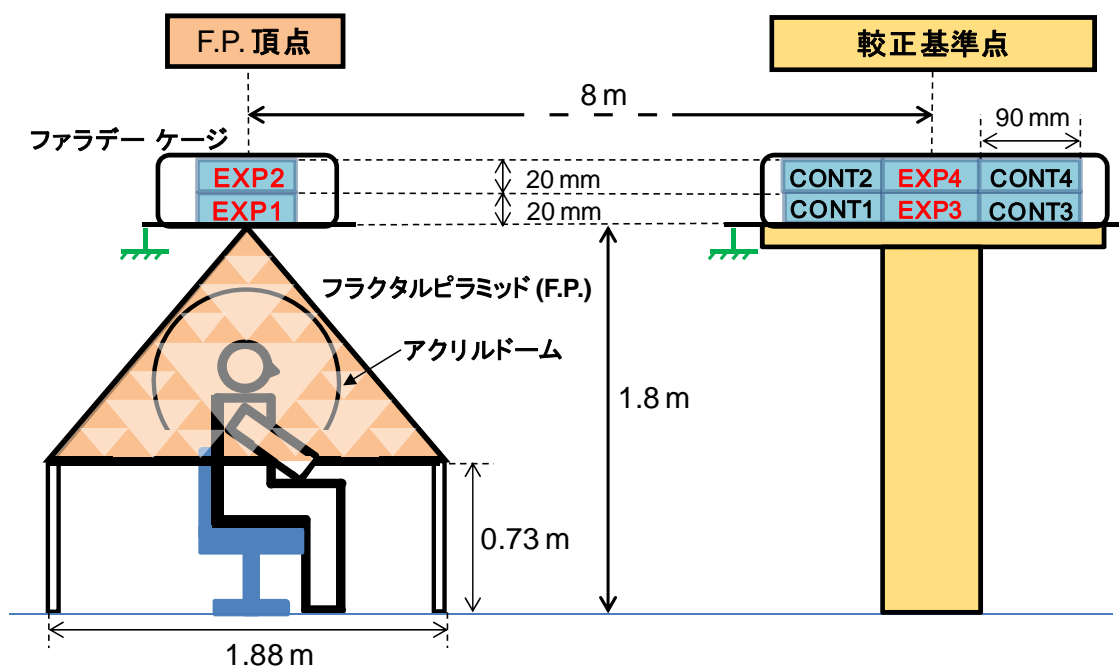 F.P. 頂点
較正基準点
8 m
90 mm
ファラデー ケージ
EXP2
EXP1
20 mm
20 mm
CONT2 EXP4 CONT4
CONT1 EXP3 CONT3
フラクタルピラミッド (F.P.)
アクリルドーム
1.8 m
0.73 m
1.88 m